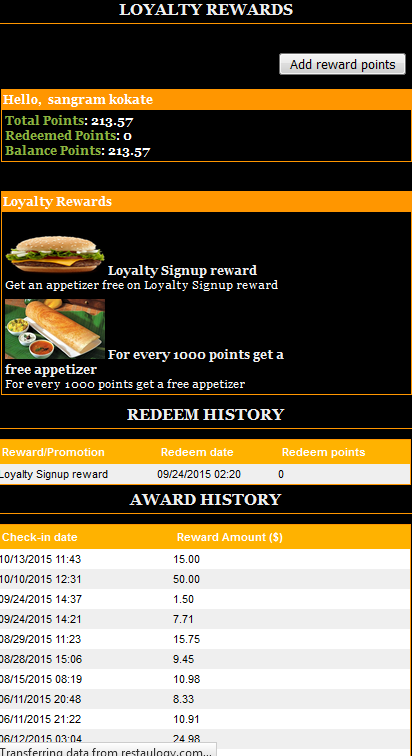 LOYALTY REWARDS
Add reward points
Hello, sangram kokate
Total Points: 213.57
Redeemed Points: 0
Balance Points: 213.57
Loyalty Rewards
Loyalty Signup reward
Get an appetizer free on Loyalty Signup reward
For every 1000 points get a
free appetizer
For every 1000 points get a free appetizer
REDEEM HISTORY
Reward/Promotion Redeem date Redeem points
Loyalty Signup reward 09/24/2015 02:20 0
AWARD HISTORY
Check-in date Reward Amount ($)
10/13/2015 11:43 15.00
10/10/2015 12:31 50.00
09/24/2015 14:37 1.50
09/24/2015 14:21 7.71
08/29/2015 11:23 15.75
08/28/2015 15:06 9.45
08/15/2015 08:19 10.98
06/11/2015 20:48 8.33
06/11/2015 21:22 10.91
06/12/2015 03:04 24.98
Transferring data from restaulogy.com...